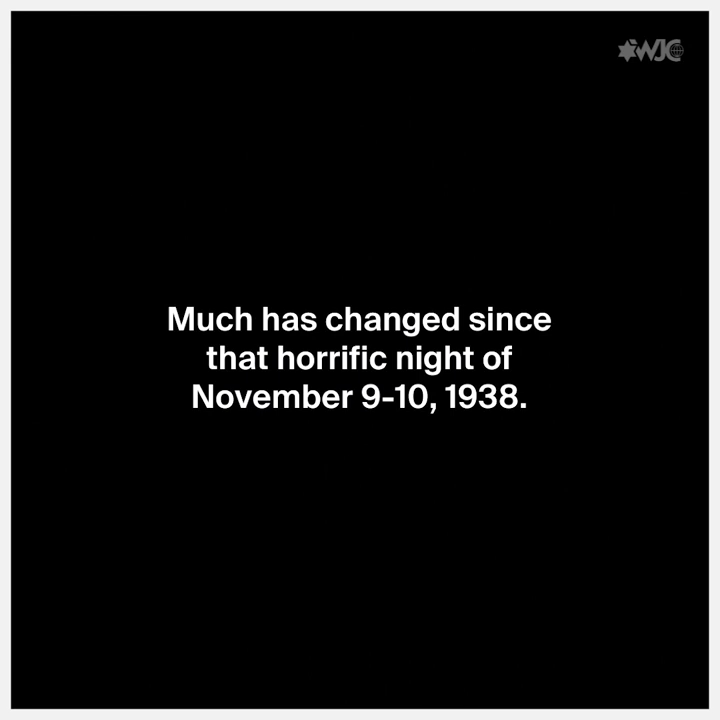 WJC
Much has changed since
that horrific night of
November 9-10, 1938.